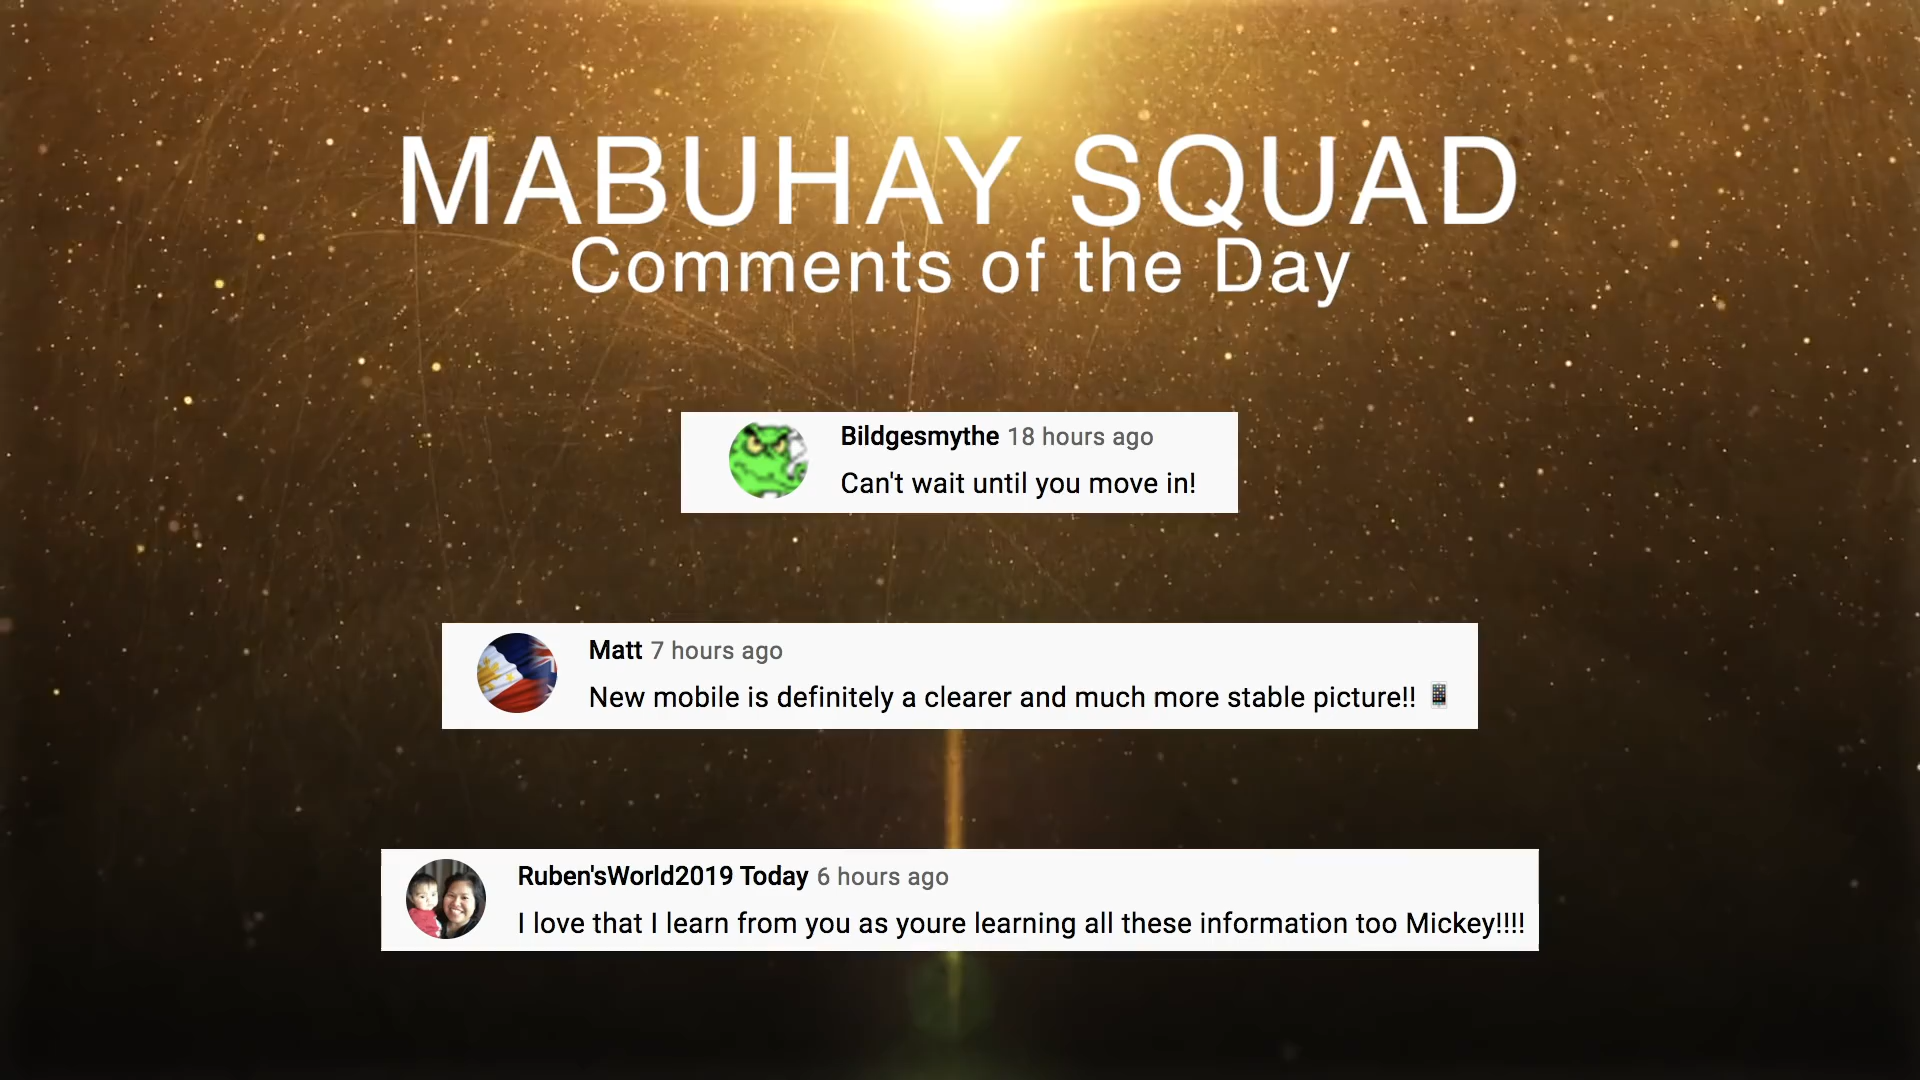 MABUHAY SQUAD
Comments of the Day
Bildgesmythe 18 hours ago
Can't wait until you move in!
Matt 7 hours ago
New mobile is definitely a clearer and much more stable picture!! 📱
Ruben'sWorld2019 Today 6 hours ago
I love that I learn from you as youre learning all these information too Mickey!!!!